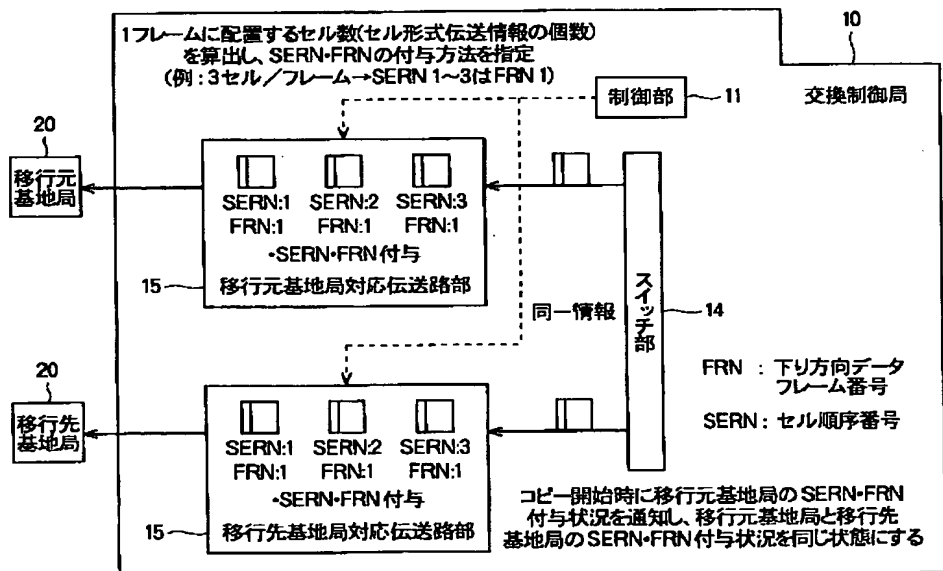 1フレームに配置するセル数(セル形式伝送情報の個数)
を算出し、SERN・FRNの付与方法を指定
(例:3セル/フレーム→SERN 1~3はFRN 1)
10
制御部
11
交換制御局
20
移行元
基地局
SERN:1 SERN:2 SERN:3
FRN:1 FRN:1 FRN:1
・SERN・FRN付与
15
移行元基地局対応伝送路部
同一情報
スイッチ部
14
FRN : 下り方向データ
フレーム番号
SERN : セル順序番号
20
移行先
基地局
SERN:1 SERN:2 SERN:3
FRN:1 FRN:1 FRN:1
・SERN・FRN付与
15
移行先基地局対応伝送路部
コピー開始時に移行元基地局のSERN・FRN
付与状況を通知し、移行元基地局と移行先
基地局のSERN・FRN付与状況を同じ状態にする